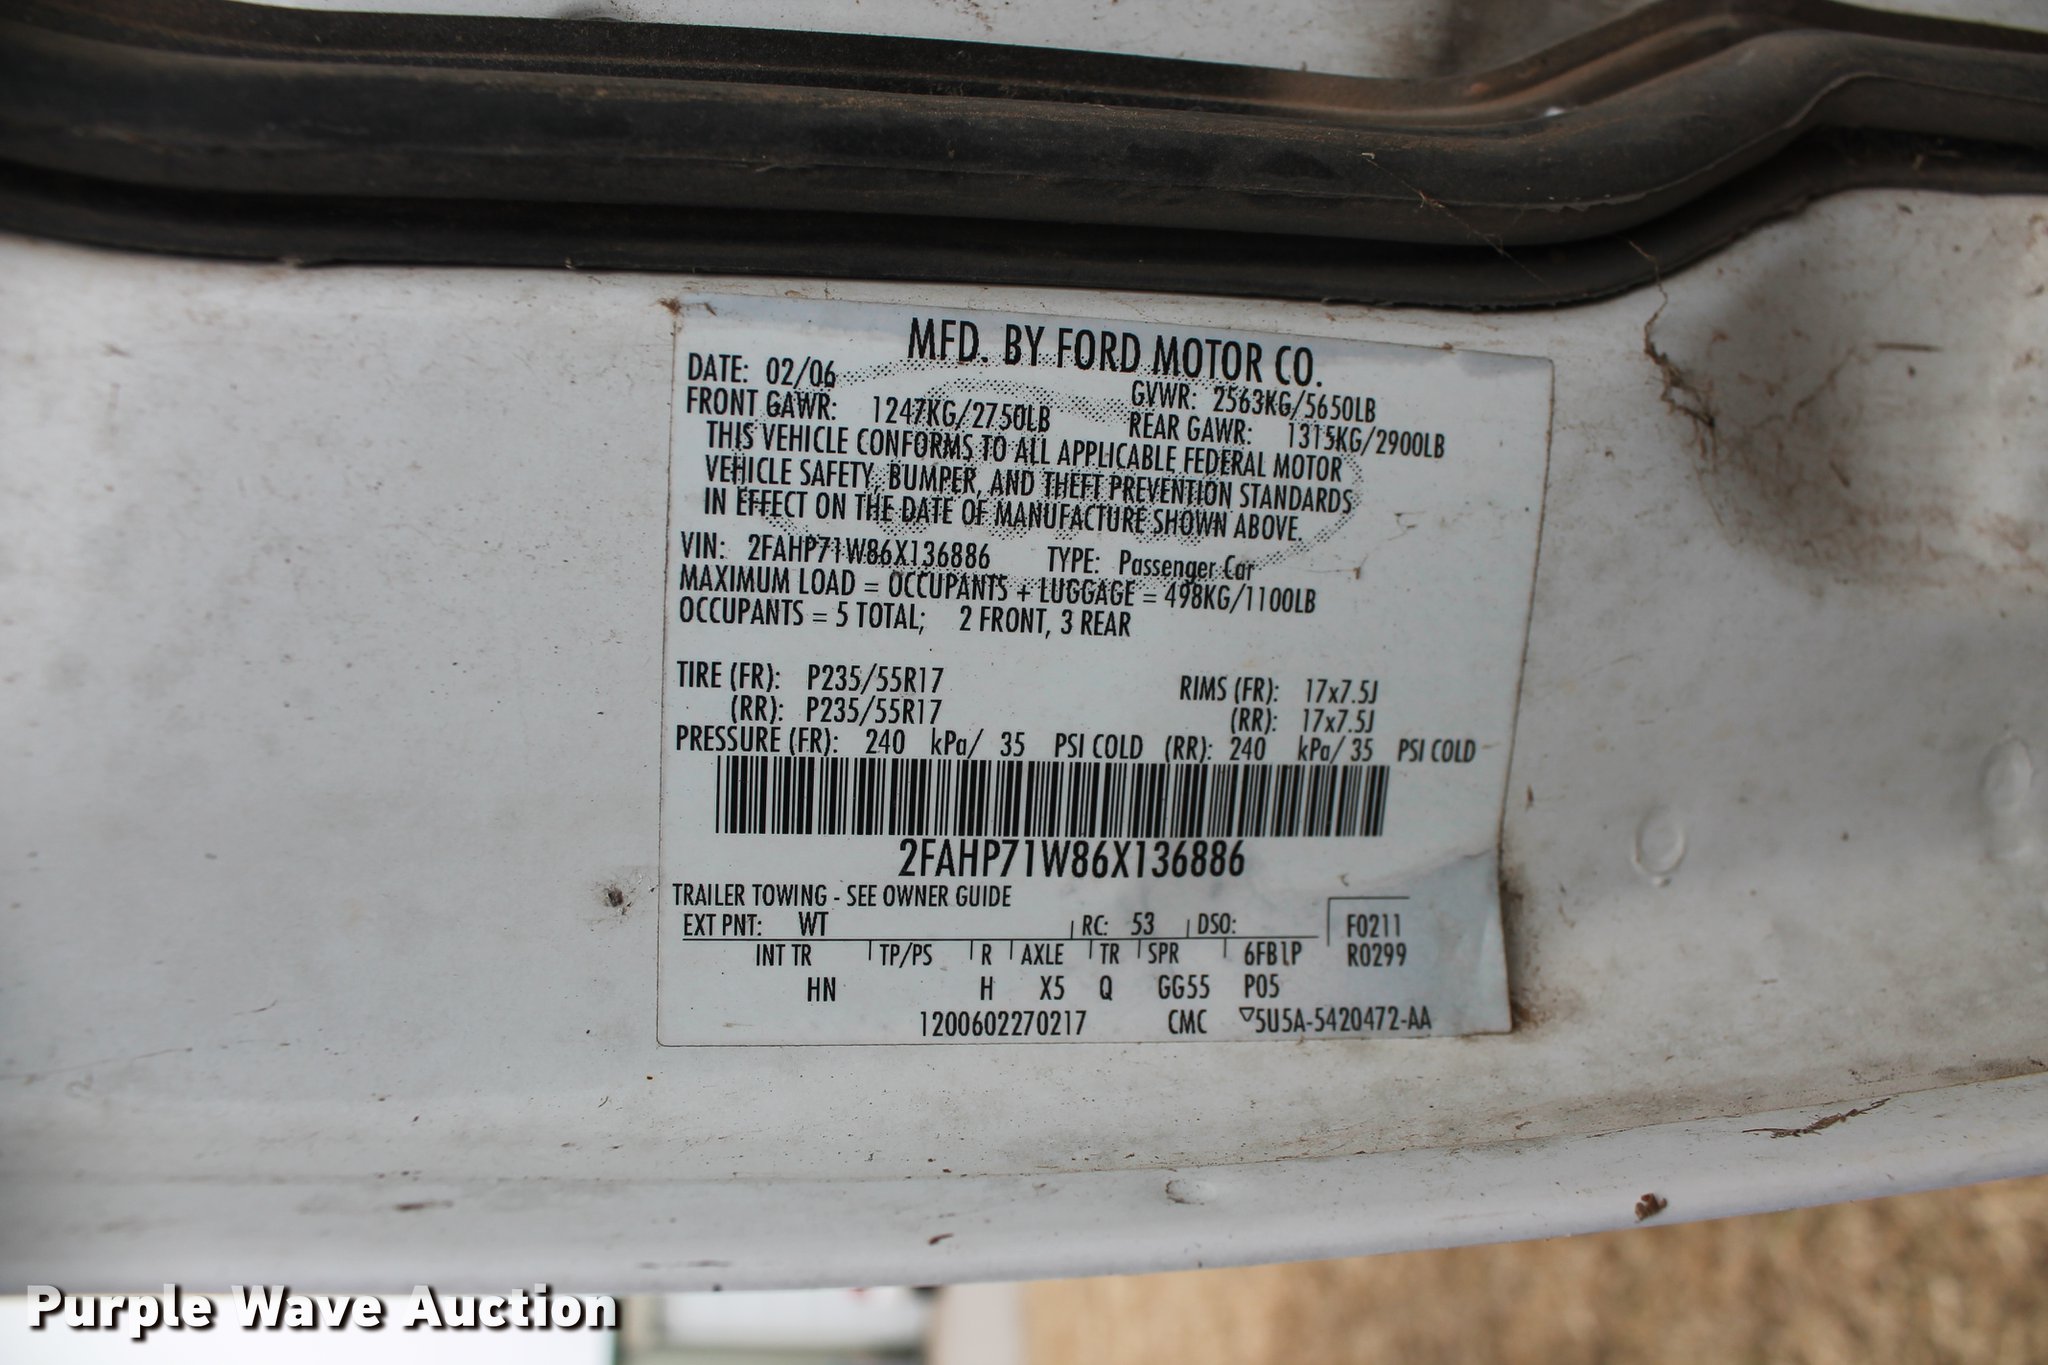 MFD. BY FORD MOTOR CO.
DATE: 02/06 GVWR: 2563KG/5650LB
FRONT GAWR: 1247KG/2750LB REAR GAWR: 1315KG/2900LB
THIS VEHICLE CONFORMS TO ALL APPLICABLE FEDERAL MOTOR
VEHICLE SAFETY, BUMPER, AND THEFT PREVENTION STANDARDS
IN EFFECT ON THE DATE OF MANUFACTURE SHOWN ABOVE.
VIN: 2FAHP71W86X136886 TYPE: Passenger Car
MAXIMUM LOAD = OCCUPANTS + LUGGAGE = 498KG/1100LB
OCCUPANTS = 5 TOTAL; 2 FRONT, 3 REAR
TIRE (FR): P235/55R17 RIMS (FR): 17x7.5J
(RR): P235/55R17 (RR): 17x7.5J
PRESSURE (FR): 240 kPa/ 35 PSI COLD (RR): 240 kPa/ 35 PSI COLD
2FAHP71W86X136886
TRAILER TOWING - SEE OWNER GUIDE
EXT PNT: WT RC: 53 DSO: F0211
INT TR TP/PS R AXLE TR SPR 6FB1P R0299
HN H X5 Q GG55 P05
1200602270217 CMC ▽5U5A-5420472-AA
Purple Wave Auction